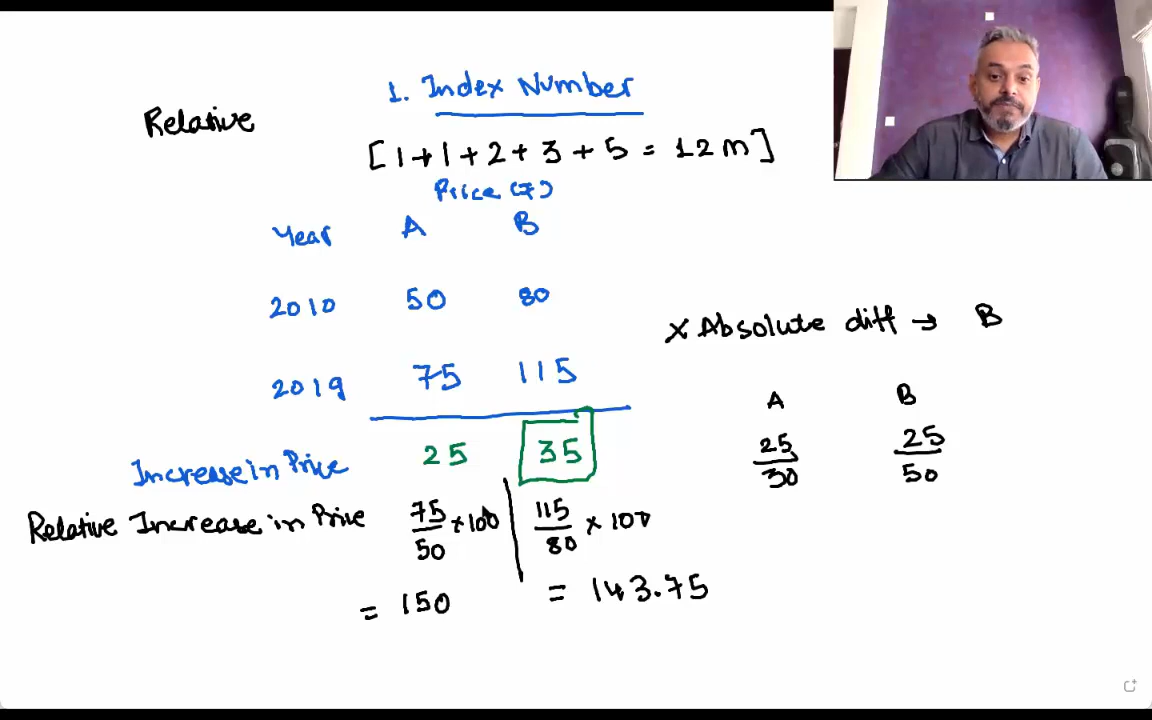 1. Index Number
Relative
[1+1+2+3+5=12m]
Price (₹)
Year A B
2010 50 80
X Absolute diff → B
2019 75 115
A B
25/30 25/50
Increase in Price 25 35
Relative Increase in Price 75/50 × 100 115/80 × 100
= 150 = 143.75